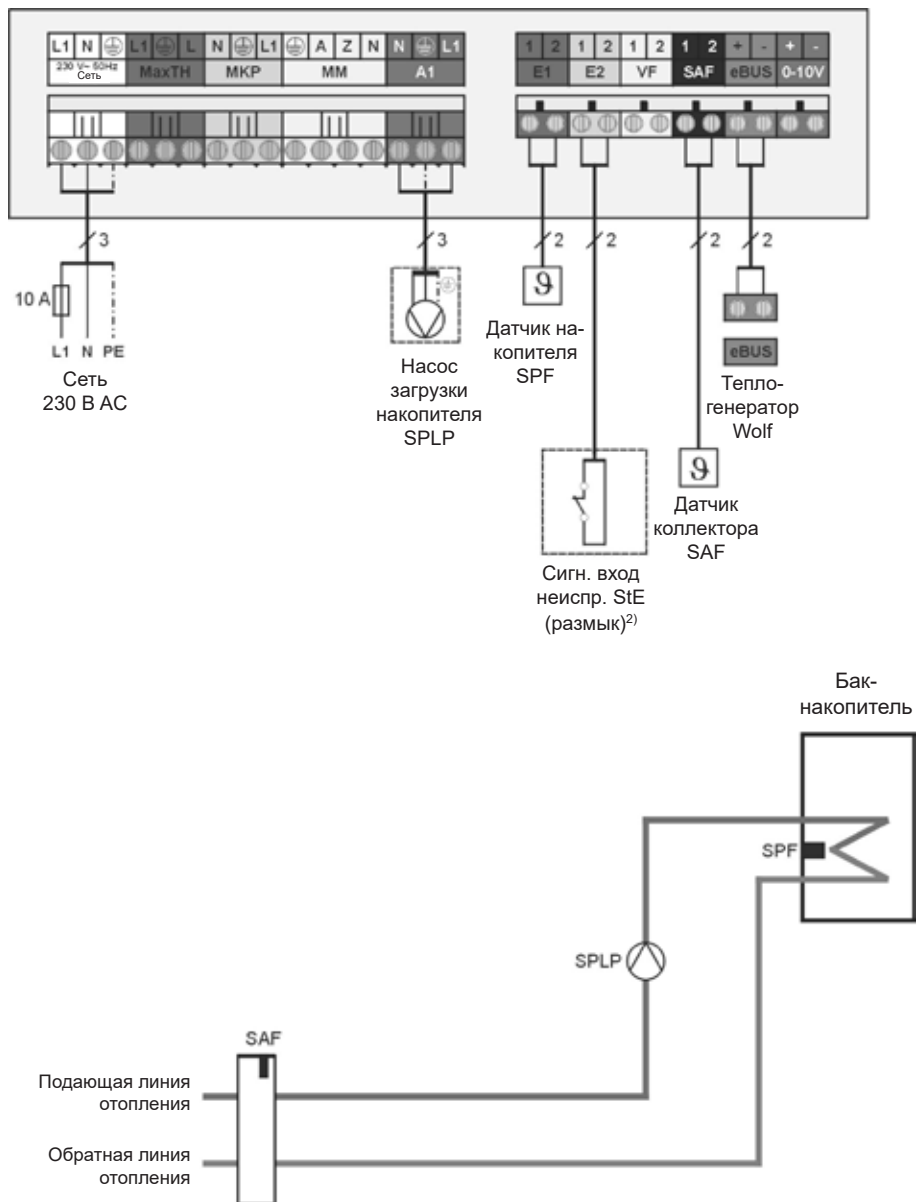 L1 N L1 L N L1 A Z N N L1
230 V~ 50Hz
Сеть
MaxTH
MKP
MM
A1
1 2 1 2 1 2 1 2 + - + -
E1 E2 VF SAF eBUS 0-10V
3
3
2
2
2
2
10 A
L1 N PE
Сеть
230 В AC
Насос
загрузки
накопителя
SPLP
ϑ
Датчик на-
копителя
SPF
eBUS
Тепло-
генератор
Wolf
ϑ
Датчик
коллектора
SAF
Сигн. вход
неиспр. StE
(размык)2)
Бак-
накопитель
SPF
SPLP
SAF
Подающая линия
отопления
Обратная линия
отопления